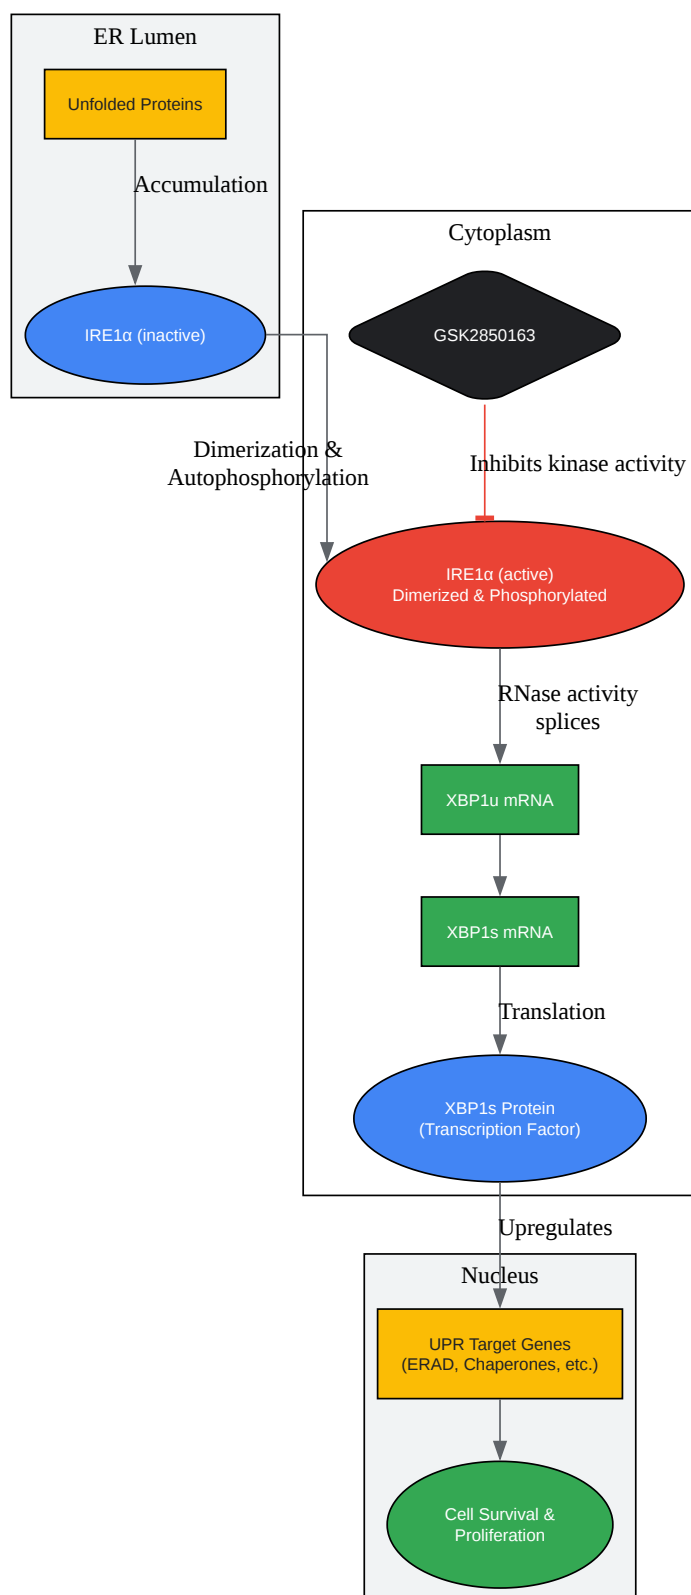 ER Lumen
Unfolded Proteins
Accumulation
IRE1α (inactive)
Cytoplasm
GSK2850163
Dimerization &
Autophosphorylation
Inhibits kinase activity
IRE1α (active)
Dimerized & Phosphorylated
RNase activity
splices
XBP1u mRNA
XBP1s mRNA
Translation
XBP1s Protein
(Transcription Factor)
Upregulates
Nucleus
UPR Target Genes
(ERAD, Chaperones, etc.)
Cell Survival &
Proliferation